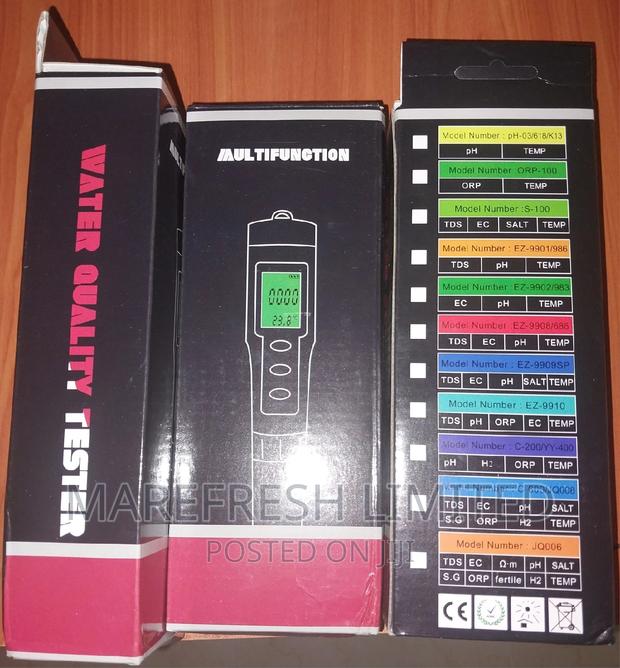 WATER QUALITY TESTER
MULTIFUNCTION
0000
23.8°
Model Number : pH-03/618/K13
pH TEMP
Model Number :ORP-100
ORP TEMP
Model Number :S-100
TDS EC SALT TEMP
Model Number :EZ-9901/986
TDS pH TEMP
Model Number :EZ-9902/983
EC pH TEMP
Model Number :EZ-9908/686
TDS EC pH TEMP
Model Number :EZ-9909SP
TDS EC pH SALT TEMP
Model Number :EZ-9910
TDS pH ORP EC TEMP
Model Number :C-200/YY-400
pH H2 ORP TEMP
Model Number
TDS EC pH SALT
S.G ORP H2 TEMP
Model Number : JQ006
TDS EC Ω·m pH SALT
S.G ORP fertile H2 TEMP
CE
MAREFRESH LIMITED
POSTED ON JIJI